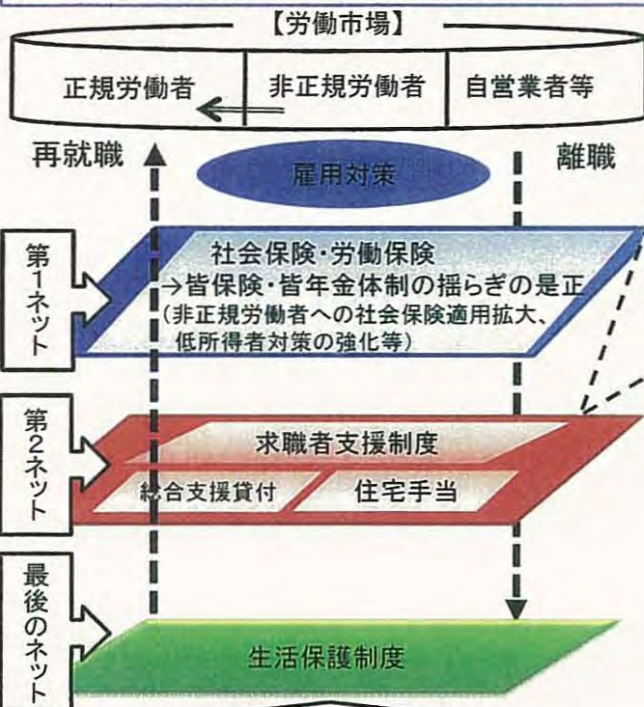 【労働市場】
正規労働者
非正規労働者
自営業者等
再就職
雇用対策
離職
第1ネット
社会保険・労働保険
→皆保険・皆年金体制の揺らぎの是正
(非正規労働者への社会保険適用拡大、
低所得者対策の強化等)
第2ネット
求職者支援制度
総合支援貸付
住宅手当
最後のネット
生活保護制度